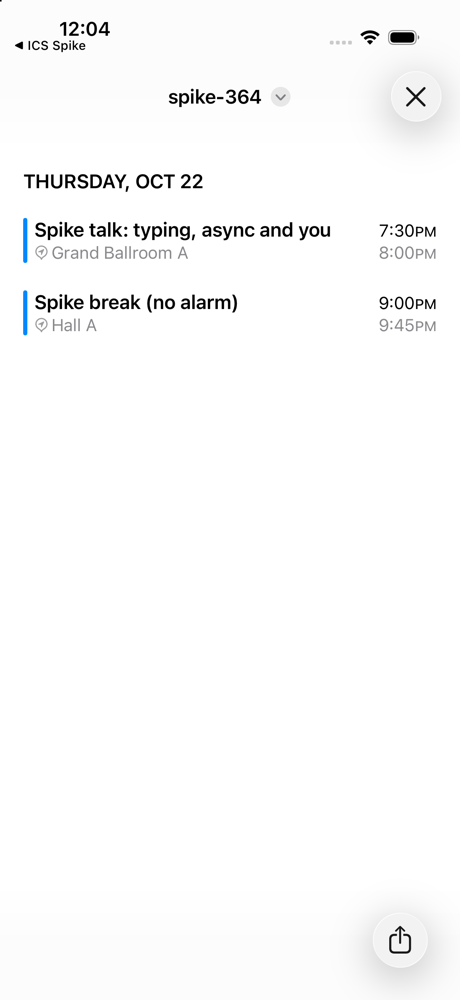 12:04
◀ ICS Spike
spike-364
THURSDAY, OCT 22
Spike talk: typing, async and you 7:30PM
Grand Ballroom A 8:00PM
Spike break (no alarm) 9:00PM
Hall A 9:45PM